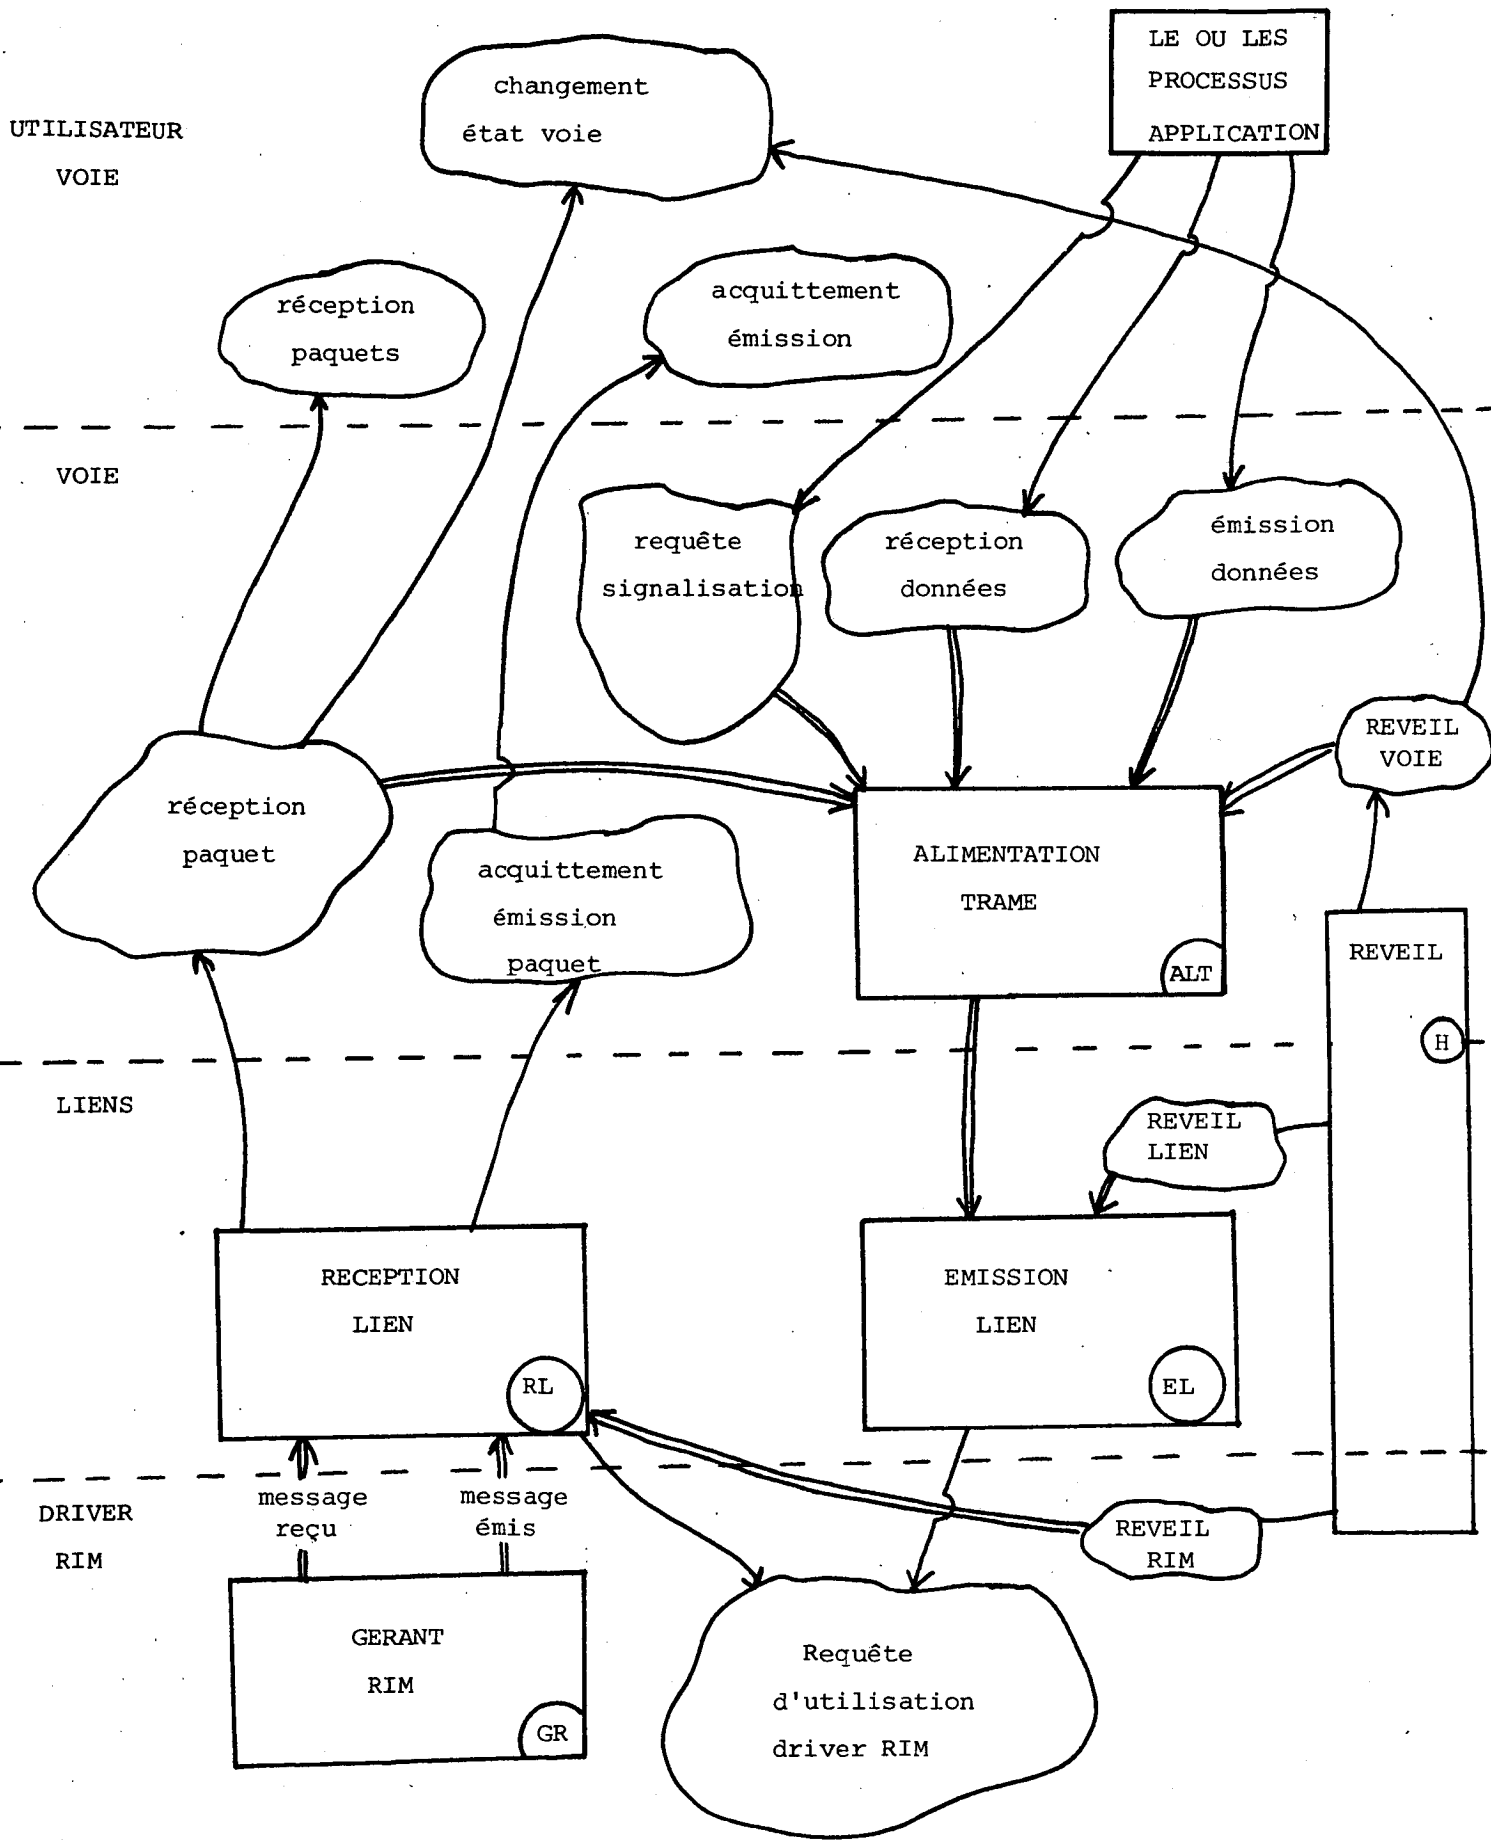 LE OU LES
PROCESSUS
APPLICATION
changement
état voie
UTILISATEUR
VOIE
acquittement
émission
réception
paquets
VOIE
requête
signalisation
réception
données
émission
données
REVEIL
VOIE
réception
paquet
acquittement
émission
paquet
ALIMENTATION
TRAME
ALT
REVEIL
H
LIENS
REVEIL
LIEN
RECEPTION
LIEN
RL
EMISSION
LIEN
EL
DRIVER
RIM
message
reçu
message
émis
REVEIL
RIM
GERANT
RIM
GR
Requête
d'utilisation
driver RIM